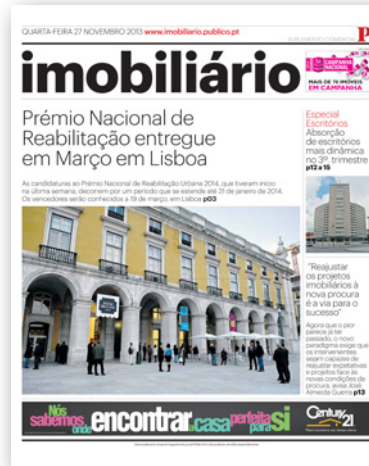 QUARTA-FEIRA 27 NOVEMBRO 2013 www.imobiliario.publico.pt
SUPLEMENTO COMERCIAL
P
imobiliário
CAMPANHA
NACIONAL
MAIS DE 70 IMÓVEIS
EM CAMPANHA
Prémio Nacional de
Reabilitação entregue
em Março em Lisboa
As candidaturas ao Prémio Nacional de Reabilitação Urbana 2014, que tiveram início
na última semana, decorrem por um período que se estende até 31 de janeiro de 2014.
Os vencedores serão conhecidos a 19 de março, em Lisboa p03
Especial
Escritórios
Absorção
de escritórios
mais dinâmica
no 3º. trimestre
p12 a 15
"Reajustar
os projetos
imobiliários à
nova procura
é a via para o
sucesso"
Agora que o pior
parece já ter
passado, o novo
paradigma exige que
os intervenientes
sejam capazes de
reajustar expetativas
e projetos face às
novas condições de
procura, avisa José
Almeida Guerra p13
Nós
sabemos onde encontrar a casa perfeita para si
Century
21